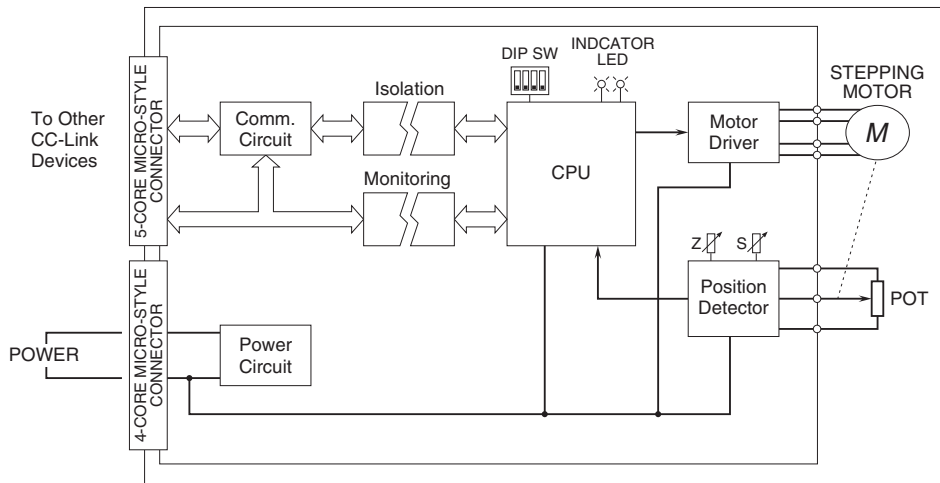 DIP SW
INDCATOR
LED
STEPPING
MOTOR
To Other
CC-Link
Devices
5-CORE MICRO-STYLE
CONNECTOR
Comm.
Circuit
Isolation
Monitoring
CPU
Motor
Driver
M
Z
S
Position
Detector
POT
POWER
4-CORE MICRO-STYLE
CONNECTOR
Power
Circuit